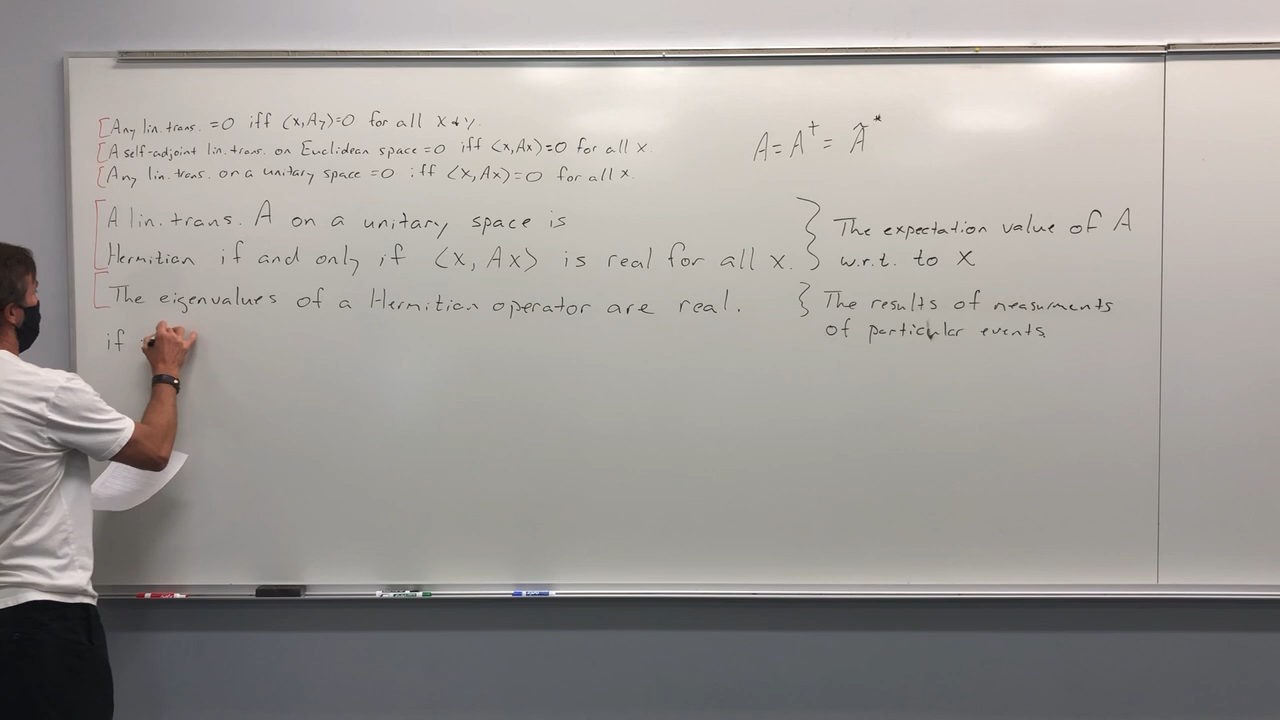 Any lin. trans. =0 iff (x,Ay)=0 for all x & y.
A self-adjoint lin. trans. on Euclidean space =0 iff <x,Ax)=0 for all x.
Any lin. trans. on a unitary space =0 iff <x,Ax)=0 for all x.
A=A†= Ã*
A lin. trans. A on a unitary space is
Hermitian if and only if <x, Ax> is real for all x.
The expectation value of A
w.r.t. to x
The eigenvalues of a Hermitian operator are real.
The results of measurments
of particular events.
if